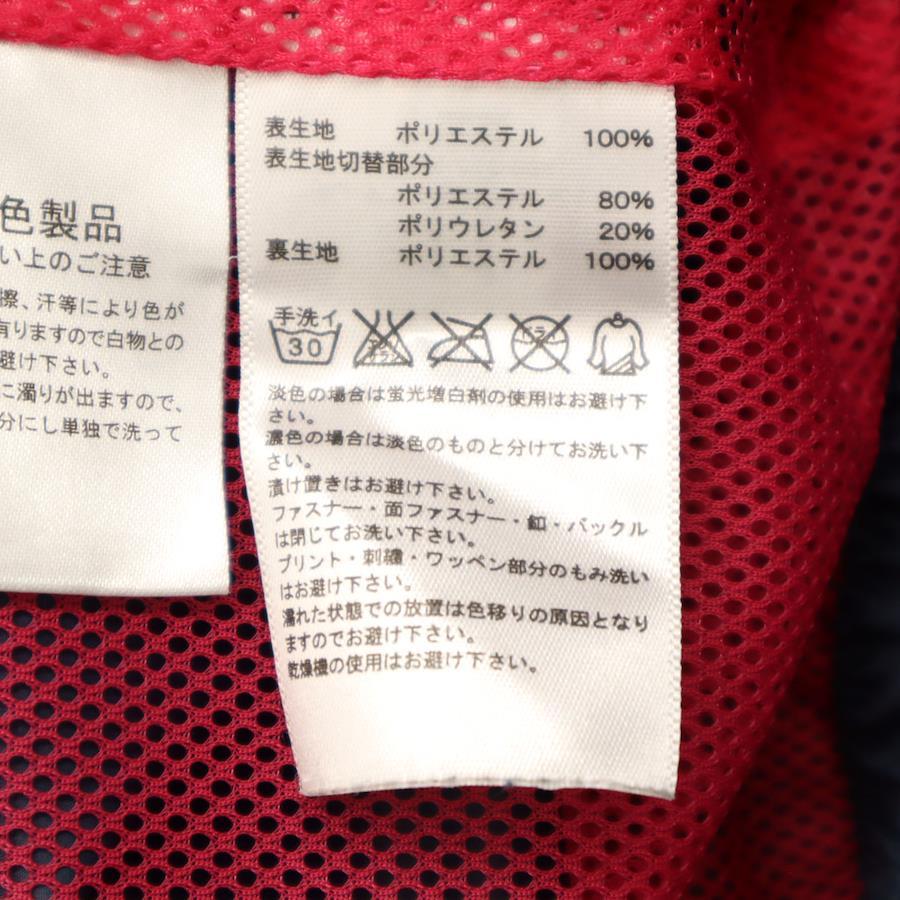 色製品
い上のご注意
擦、汗等により色が
有りますので白物との
避け下さい。
に濁りが出ますので、
分にし単独で洗って
表生地 ポリエステル 100%
表生地切替部分
ポリエステル 80%
ポリウレタン 20%
裏生地 ポリエステル 100%
手洗イ
30
淡色の場合は蛍光増白剤の使用はお避け下
さい。
濃色の場合は淡色のものと分けてお洗い下
さい。
漬け置きはお避け下さい。
ファスナー・面ファスナー・釦・バックル
は閉じてお洗い下さい。
プリント・刺繍・ワッペン部分のもみ洗い
はお避け下さい。
濡れた状態での放置は色移りの原因となり
ますのでお避け下さい。
乾燥機の使用はお避け下さい。